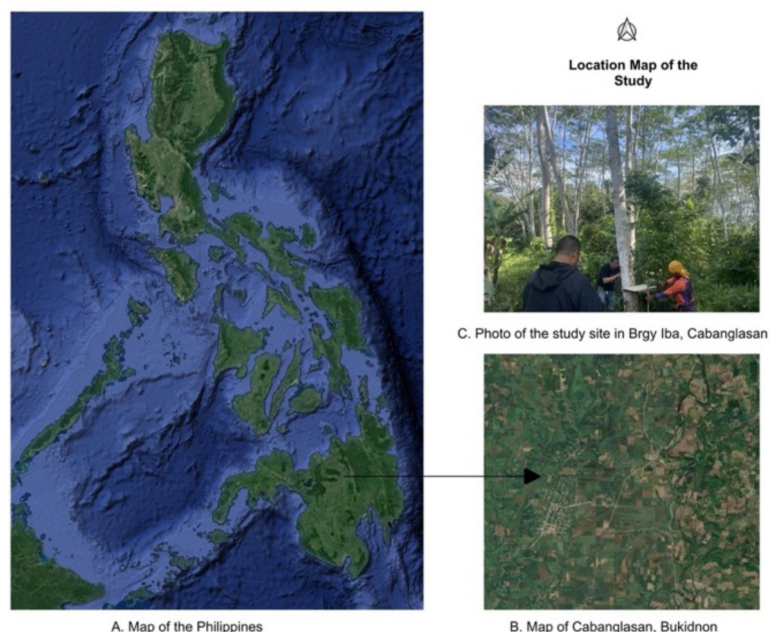 Location Map of the
Study
C. Photo of the study site in Brgy Iba, Cabanglasan
A. Map of the Philippines
B. Map of Cabanglasan, Bukidnon